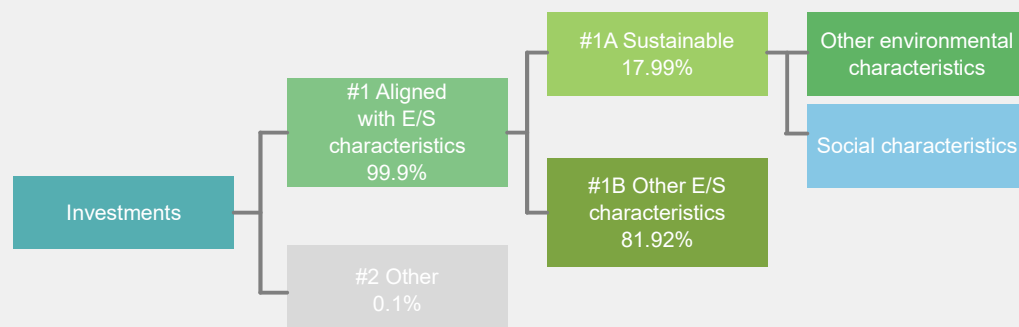 Investments
#1 Aligned
with E/S
characteristics
99.9%
#2 Other
0.1%
#1A Sustainable
17.99%
#1B Other E/S
characteristics
81.92%
Other environmental
characteristics
Social characteristics